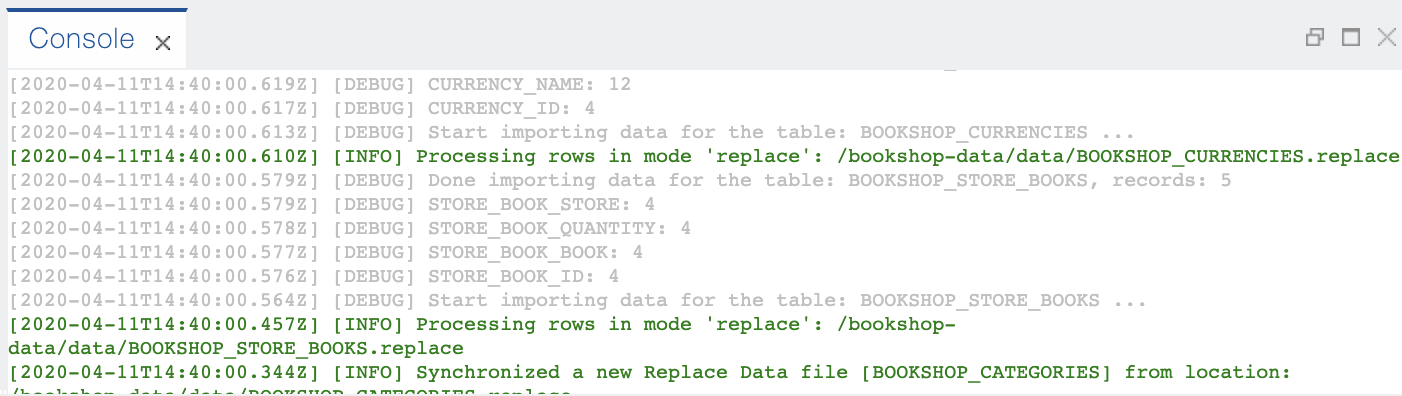 Console
[2020-04-11T14:40:00.619Z] [DEBUG] CURRENCY_NAME: 12
[2020-04-11T14:40:00.617Z] [DEBUG] CURRENCY_ID: 4
[2020-04-11T14:40:00.613Z] [DEBUG] Start importing data for the table: BOOKSHOP_CURRENCIES ...
[2020-04-11T14:40:00.610Z] [INFO] Processing rows in mode 'replace': /bookshop-data/data/BOOKSHOP_CURRENCIES.replace
[2020-04-11T14:40:00.579Z] [DEBUG] Done importing data for the table: BOOKSHOP_STORE_BOOKS, records: 5
[2020-04-11T14:40:00.579Z] [DEBUG] STORE_BOOK_STORE: 4
[2020-04-11T14:40:00.578Z] [DEBUG] STORE_BOOK_QUANTITY: 4
[2020-04-11T14:40:00.577Z] [DEBUG] STORE_BOOK_BOOK: 4
[2020-04-11T14:40:00.576Z] [DEBUG] STORE_BOOK_ID: 4
[2020-04-11T14:40:00.564Z] [DEBUG] Start importing data for the table: BOOKSHOP_STORE_BOOKS ...
[2020-04-11T14:40:00.457Z] [INFO] Processing rows in mode 'replace': /bookshop-
data/data/BOOKSHOP_STORE_BOOKS.replace
[2020-04-11T14:40:00.344Z] [INFO] Synchronized a new Replace Data file [BOOKSHOP_CATEGORIES] from location:
/bookshop-data/data/BOOKSHOP_CATEGORIES.replace